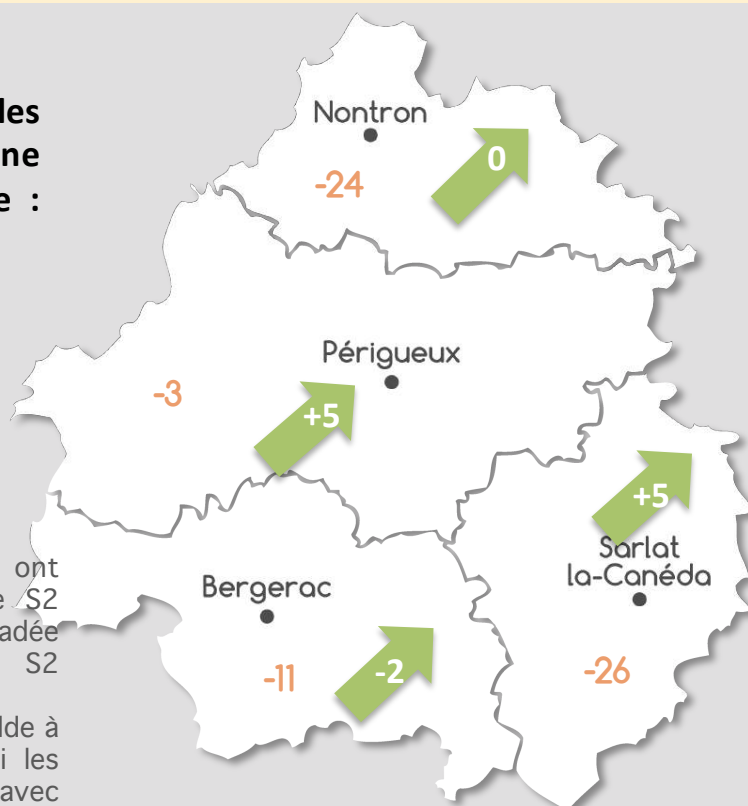 les
ne
e :
Nontron
-24
0
Périgueux
-3
+5
+5
Sarlat
la-Canéda
Bergerac
-11
-2
-26
ont
e S2
adée
S2
lde à
i les
avec